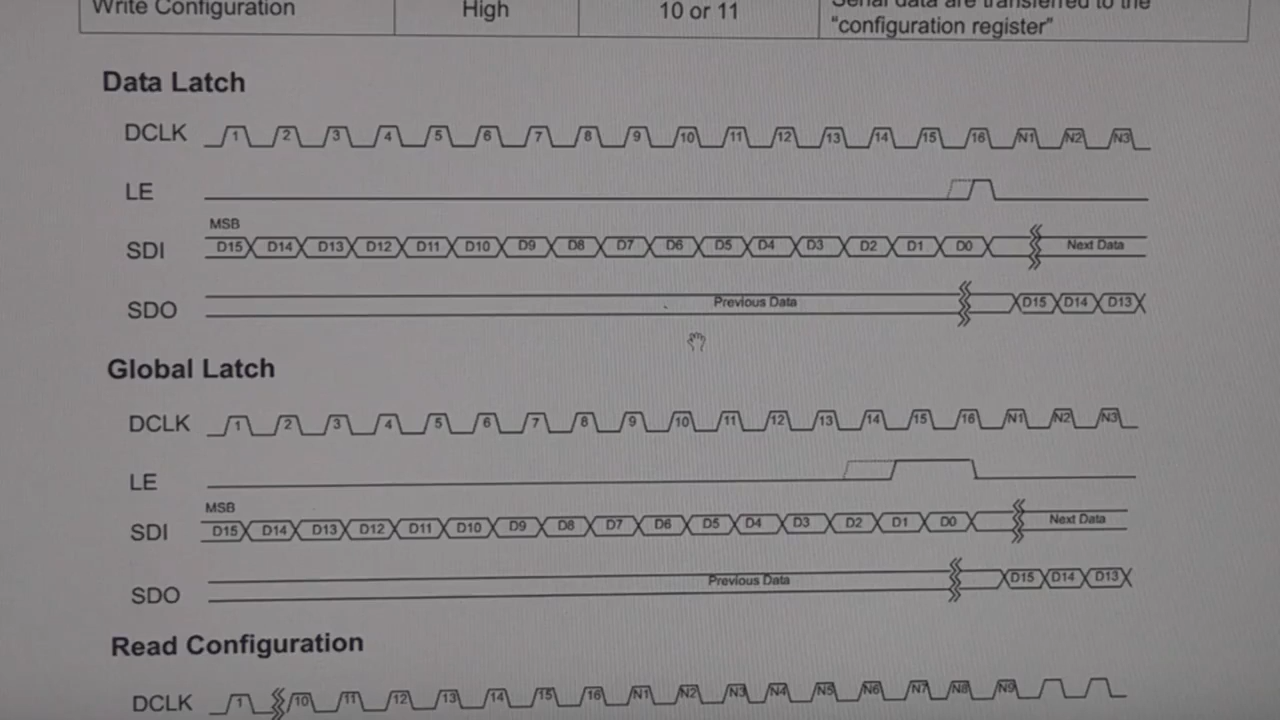 Write Configuration High 10 or 11 Serial data are transferred to the
"configuration register"
Data Latch
DCLK 1 2 3 4 5 6 7 8 9 10 11 12 13 14 15 16 N1 N2 N3
LE
MSB
SDI D15 D14 D13 D12 D11 D10 D9 D8 D7 D6 D5 D4 D3 D2 D1 D0 Next Data
SDO Previous Data D15 D14 D13
Global Latch
DCLK 1 2 3 4 5 6 7 8 9 10 11 12 13 14 15 16 N1 N2 N3
LE
MSB
SDI D15 D14 D13 D12 D11 D10 D9 D8 D7 D6 D5 D4 D3 D2 D1 D0 Next Data
SDO Previous Data D15 D14 D13
Read Configuration
DCLK 1 10 11 12 13 14 15 16 N1 N2 N3 N4 N5 N6 N7 N8 N9